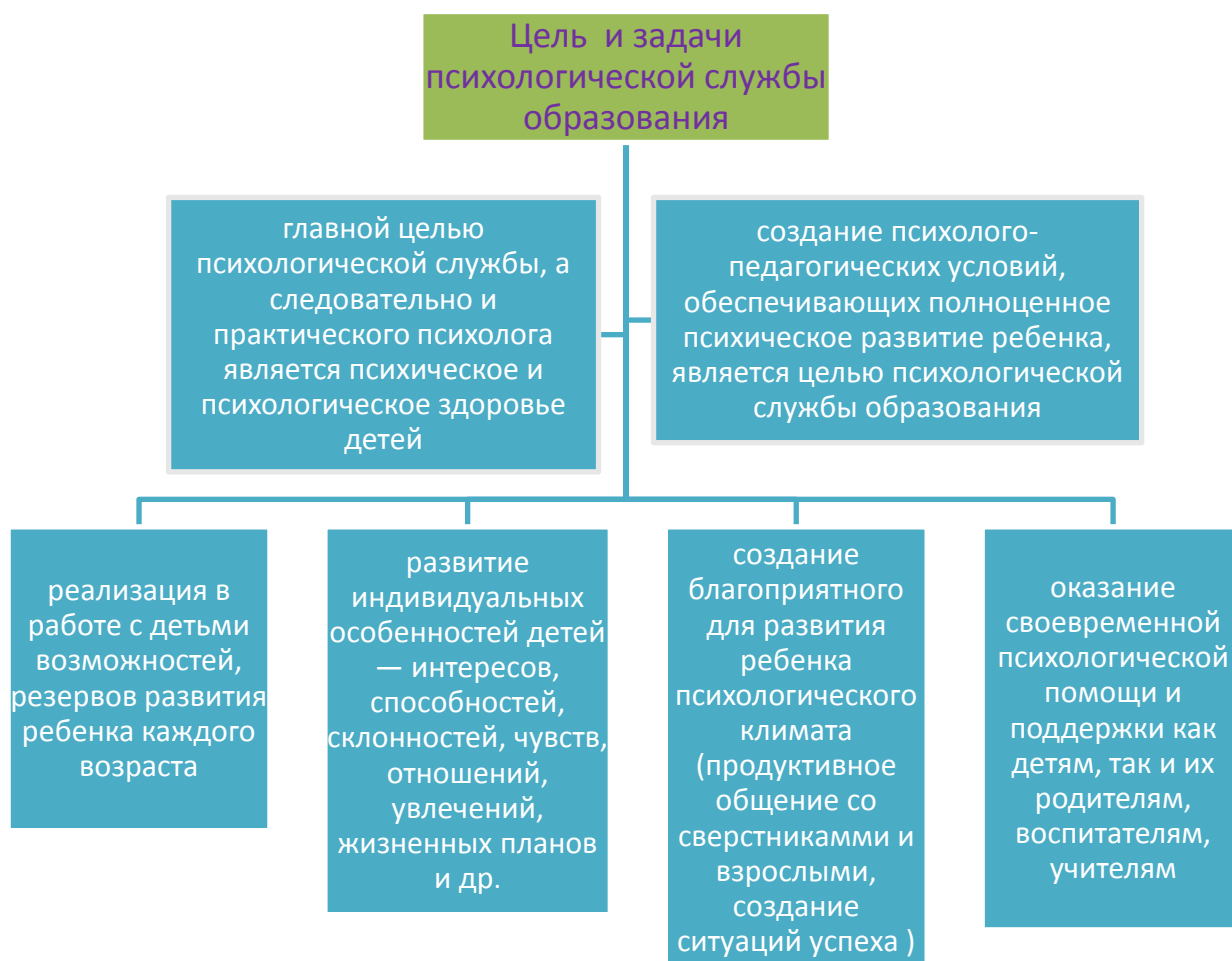 Цель  и задачи
психологической службы
образования
главной целью
психологической службы, а
следовательно и
практического психолога
является психическое и
психологическое здоровье
детей
создание психолого-
педагогических условий,
обеспечивающих полноценное
психическое развитие ребенка,
является целью психологической
службы образования
реализация в
работе с детьми
возможностей,
резервов развития
ребенка каждого
возраста
развитие
индивидуальных
особенностей детей
— интересов,
способностей,
склонностей, чувств,
отношений,
увлечений,
жизненных планов
и др.
создание
благоприятного
для развития
ребенка
психологического
климата
(продуктивное
общение со
сверстникамми и
взрослыми,
создание
ситуаций успеха )
оказание
своевременной
психологической
помощи и
поддержки как
детям, так и их
родителям,
воспитателям,
учителям